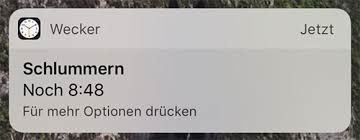 Wecker Jetzt
Schlummern
Noch 8:48
Für mehr Optionen drücken